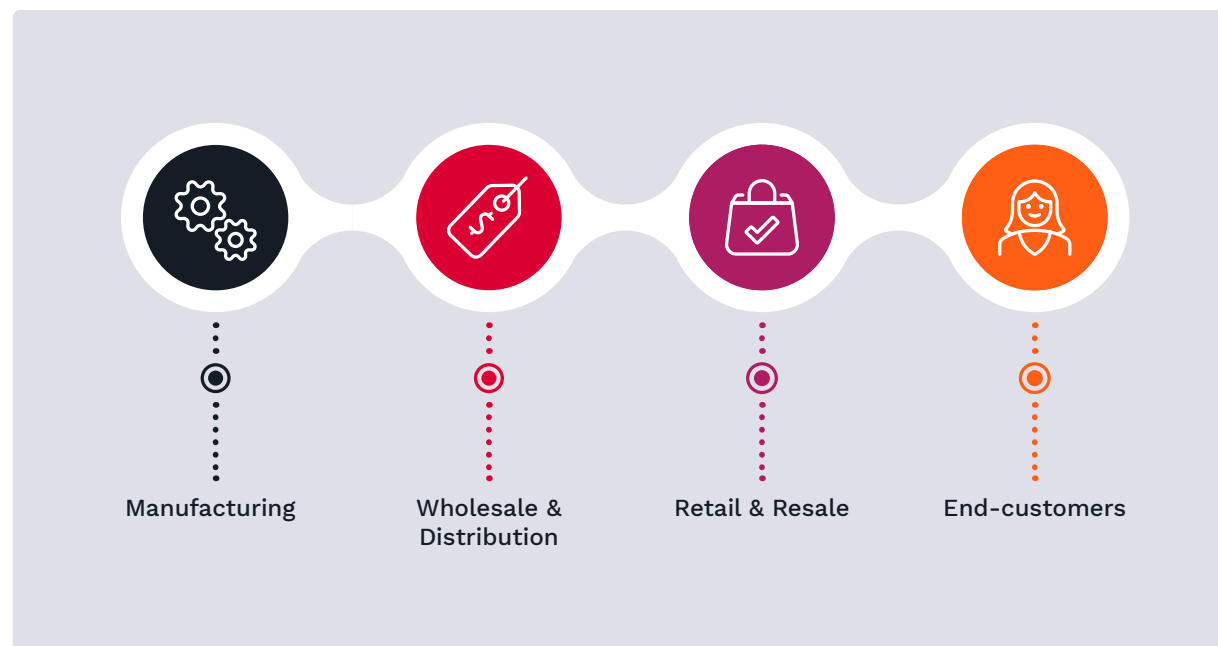 Manufacturing
Wholesale &
Distribution
Retail & Resale
End-customers